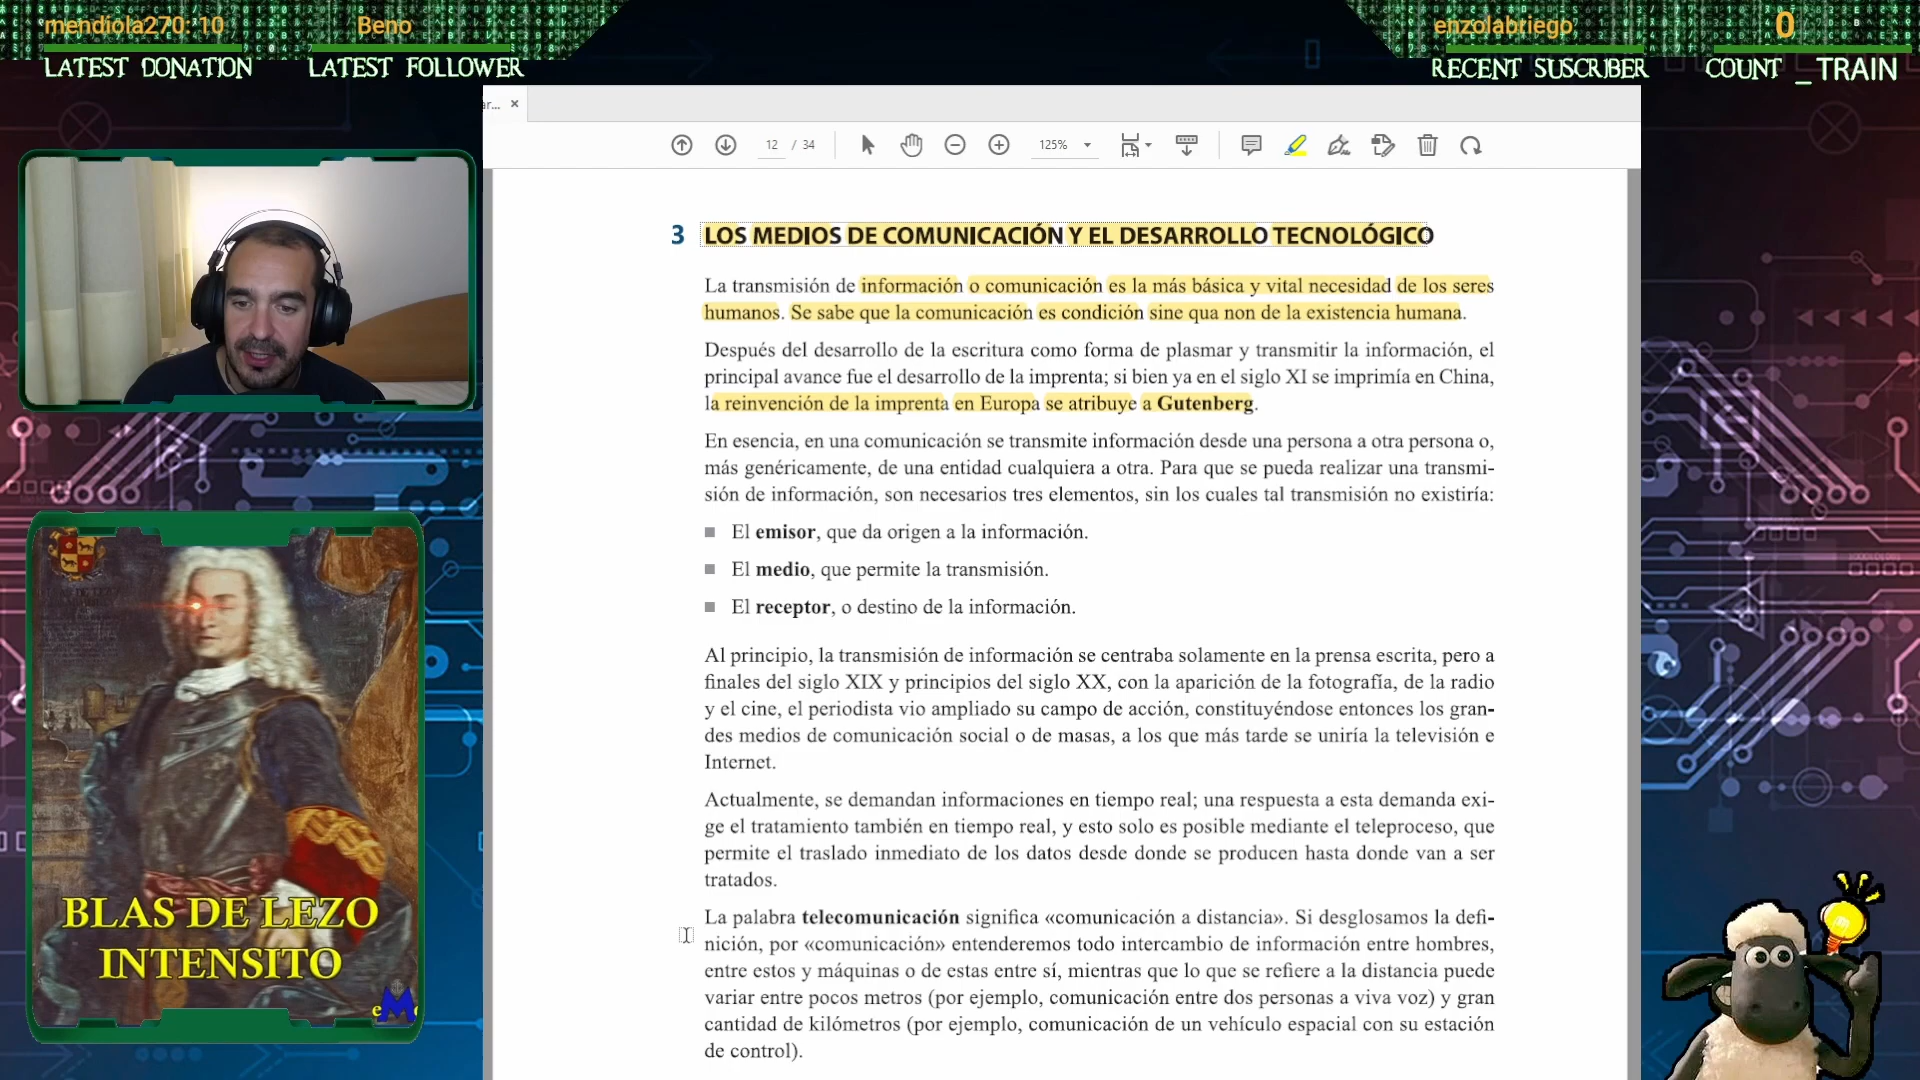 mendiola270: 10
Beno
enzolabriego
0
LATEST DONATION
LATEST FOLLOWER
RECENT SUSCRIBER
COUNT _TRAIN
ar...
12 / 34
125%
3 LOS MEDIOS DE COMUNICACIÓN Y EL DESARROLLO TECNOLÓGICO
La transmisión de información o comunicación es la más básica y vital necesidad de los seres
humanos. Se sabe que la comunicación es condición sine qua non de la existencia humana.
Después del desarrollo de la escritura como forma de plasmar y transmitir la información, el
principal avance fue el desarrollo de la imprenta; si bien ya en el siglo XI se imprimía en China,
la reinvención de la imprenta en Europa se atribuye a Gutenberg.
En esencia, en una comunicación se transmite información desde una persona a otra persona o,
más genéricamente, de una entidad cualquiera a otra. Para que se pueda realizar una transmi-
sión de información, son necesarios tres elementos, sin los cuales tal transmisión no existiría:
El emisor, que da origen a la información.
El medio, que permite la transmisión.
El receptor, o destino de la información.
Al principio, la transmisión de información se centraba solamente en la prensa escrita, pero a
finales del siglo XIX y principios del siglo XX, con la aparición de la fotografía, de la radio
y el cine, el periodista vio ampliado su campo de acción, constituyéndose entonces los gran-
des medios de comunicación social o de masas, a los que más tarde se uniría la televisión e
Internet.
Actualmente, se demandan informaciones en tiempo real; una respuesta a esta demanda exi-
ge el tratamiento también en tiempo real, y esto solo es posible mediante el teleproceso, que
permite el traslado inmediato de los datos desde donde se producen hasta donde van a ser
tratados.
La palabra telecomunicación significa «comunicación a distancia». Si desglosamos la defi-
nición, por «comunicación» entenderemos todo intercambio de información entre hombres,
entre estos y máquinas o de estas entre sí, mientras que lo que se refiere a la distancia puede
variar entre pocos metros (por ejemplo, comunicación entre dos personas a viva voz) y gran
cantidad de kilómetros (por ejemplo, comunicación de un vehículo espacial con su estación
de control).
BLAS DE LEZO
INTENSITO